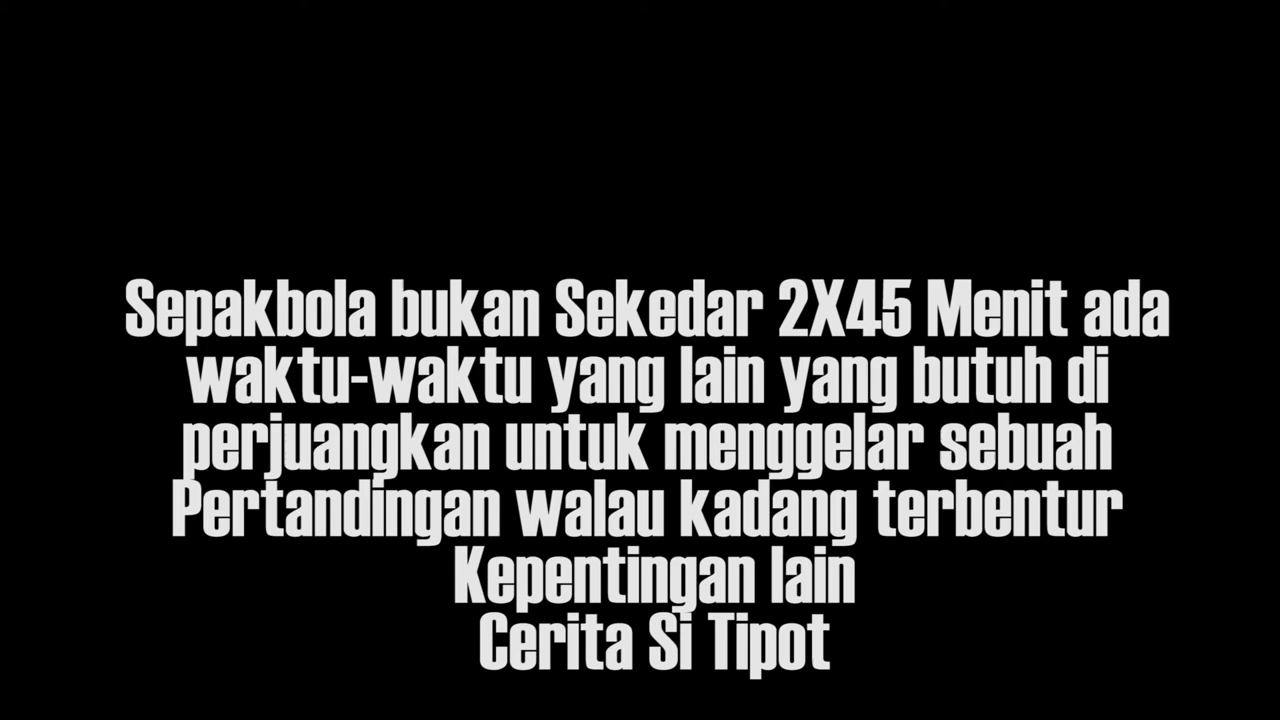 Sepakbola bukan Sekedar 2X45 Menit ada
waktu-waktu yang lain yang butuh di
perjuangkan untuk menggelar sebuah
Pertandingan walau kadang terbentur
Kepentingan lain
Cerita Si Tipot